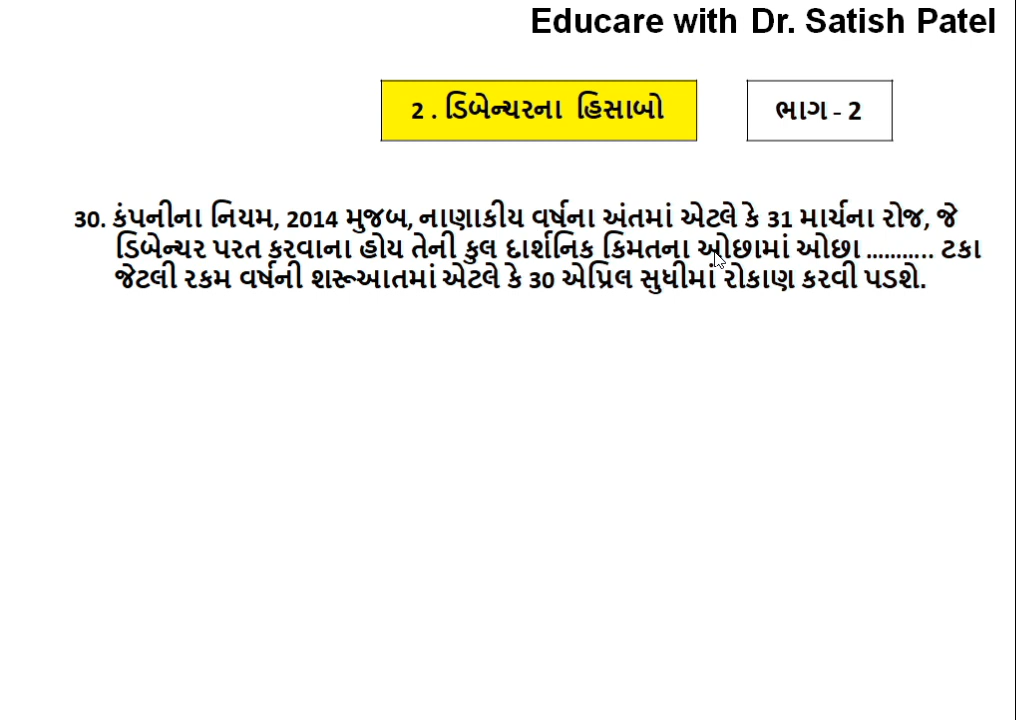 Educare with Dr. Satish Patel
2 . ડિબેન્ચરના હિસાબો
ભાગ - 2
30. કંપનીના નિયમ, 2014 મુજબ, નાણાકીય વર્ષના અંતમાં એટલે કે 31 માર્ચના રોજ, જે
ડિબેન્ચર પરત કરવાના હોય તેની કુલ દાર્શનિક કિમતના ઓછામાં ઓછા ........... ટકા
જેટલી રકમ વર્ષની શરૂઆતમાં એટલે કે 30 એપ્રિલ સુધીમાં રોકાણ કરવી પડશે.